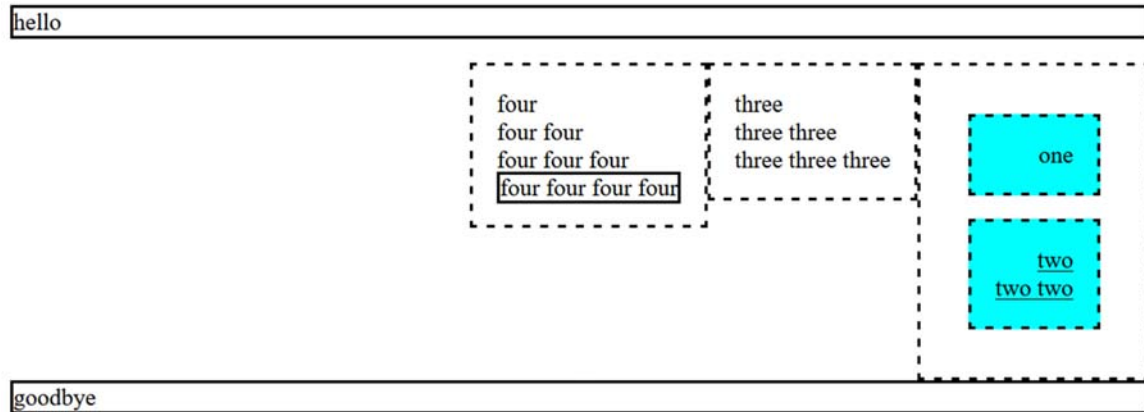 hello
four
four four
four four four
four four four four
three
three three
three three three
one
two
two two
goodbye